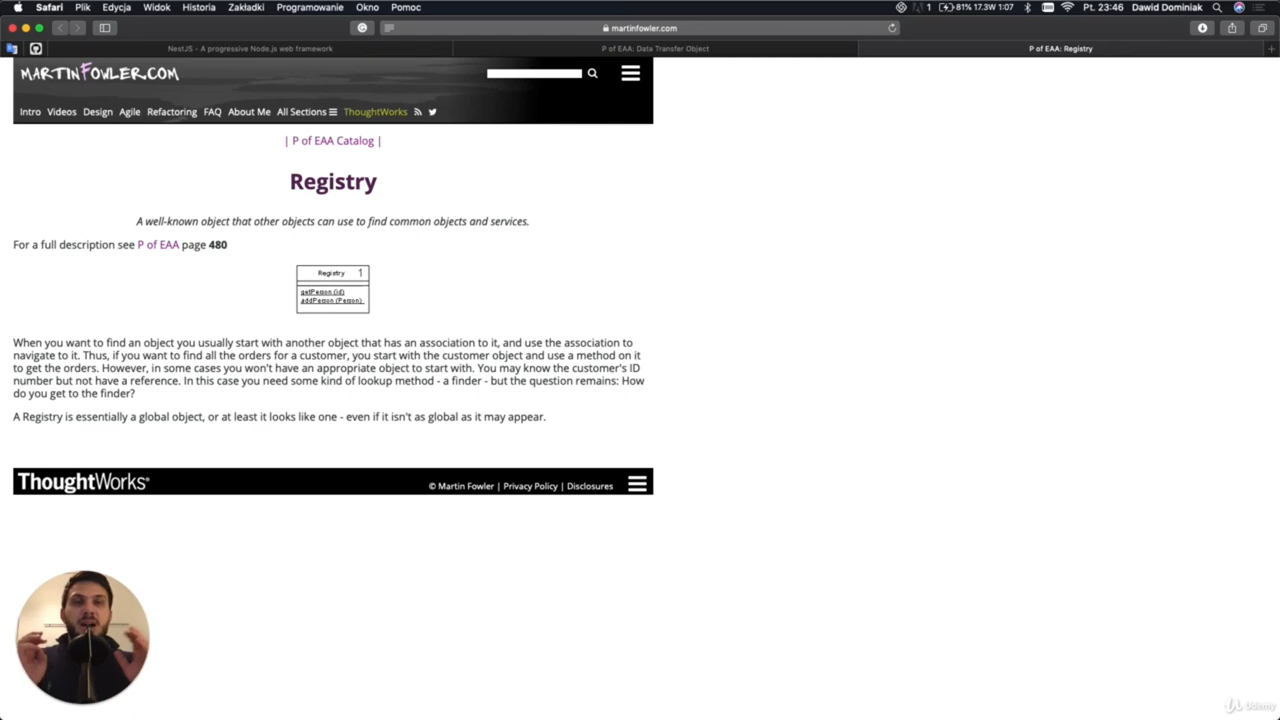 Safari Plik Edycja Widok Historia Zakładki Programowanie Okno Pomoc 1 81% 17.3W 1:07 Pt. 23:46 Dawid Dominiak
martinfowler.com
NestJS - A progressive Node.js web framework P of EAA: Data Transfer Object P of EAA: Registry
MARTINFOWLER.COM
Intro Videos Design Agile Refactoring FAQ About Me All Sections ThoughtWorks
| P of EAA Catalog |
Registry
A well-known object that other objects can use to find common objects and services.
For a full description see P of EAA page 480
Registry 1
getPerson (id)
addPerson (Person)
When you want to find an object you usually start with another object that has an association to it, and use the association to
navigate to it. Thus, if you want to find all the orders for a customer, you start with the customer object and use a method on it
to get the orders. However, in some cases you won't have an appropriate object to start with. You may know the customer's ID
number but not have a reference. In this case you need some kind of lookup method - a finder - but the question remains: How
do you get to the finder?
A Registry is essentially a global object, or at least it looks like one - even if it isn't as global as it may appear.
ThoughtWorks®
© Martin Fowler | Privacy Policy | Disclosures
Udemy